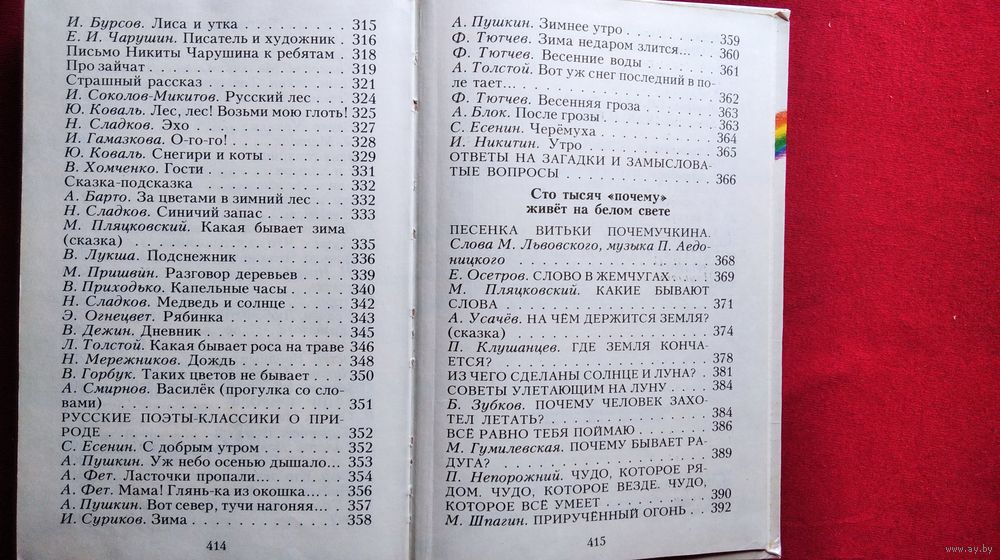 И. Бурсов. Лиса и утка . . . . . . . . . 315
Е. И. Чарушин. Писатель и художник . 316
Письмо Никиты Чарушина к ребятам . 318
Про зайчат . . . . . . . . . . . . . . . . 319
Страшный рассказ . . . . . . . . . . . . 321
И. Соколов-Микитов. Русский лес . . . 324
Ю. Коваль. Лес, лес! Возьми мою глоть! 325
Н. Сладков. Эхо . . . . . . . . . . . . . 327
И. Гамазкова. О-го-го! . . . . . . . . . . 328
Ю. Коваль. Снегири и коты . . . . . . . 329
В. Хомченко. Гости . . . . . . . . . . . . 331
Сказка-подсказка . . . . . . . . . . . . 332
А. Барто. За цветами в зимний лес . . 332
Н. Сладков. Синичий запас . . . . . . . 333
М. Пляцковский. Какая бывает зима
(сказка) . . . . . . . . . . . . . . . . . 335
В. Лукша. Подснежник . . . . . . . . . 336
М. Пришвин. Разговор деревьев . . . . 339
В. Приходько. Капельные часы . . . . . 340
Н. Сладков. Медведь и солнце . . . . . 342
Э. Огнецвет. Рябинка . . . . . . . . . . 343
В. Дежин. Дневник . . . . . . . . . . . 345
Л. Толстой. Какая бывает роса на траве 346
Н. Мережников. Дождь . . . . . . . . . 348
В. Горбук. Таких цветов не бывает . . . 350
А. Смирнов. Василёк (прогулка со сло-
вами) . . . . . . . . . . . . . . . . . . 351
РУССКИЕ ПОЭТЫ-КЛАССИКИ О ПРИ-
РОДЕ . . . . . . . . . . . . . . . . . . 352
С. Есенин. С добрым утром . . . . . . . 352
А. Пушкин. Уж небо осенью дышало... . 353
А. Фет. Ласточки пропали... . . . . . . 354
А. Фет. Мама! Глянь-ка из окошка... . . 356
А. Пушкин. Вот север, тучи нагоняя... . 357
И. Суриков. Зима . . . . . . . . . . . . 358
414
А. Пушкин. Зимнее утро . . . . . . . . 359
Ф. Тютчев. Зима недаром злится... . . 360
Ф. Тютчев. Весенние воды . . . . . . . 361
А. Толстой. Вот уж снег последний в по-
ле тает... . . . . . . . . . . . . . . . . 362
Ф. Тютчев. Весенняя гроза . . . . . . . 363
А. Блок. После грозы . . . . . . . . . . 363
С. Есенин. Черёмуха . . . . . . . . . . 364
И. Никитин. Утро . . . . . . . . . . . . 365
ОТВЕТЫ НА ЗАГАДКИ И ЗАМЫСЛОВА-
ТЫЕ ВОПРОСЫ . . . . . . . . . . . . . 366
Сто тысяч «почему»
живёт на белом свете
ПЕСЕНКА ВИТЬКИ ПОЧЕМУЧКИНА.
Слова М. Львовского, музыка П. Аедо-
ницкого . . . . . . . . . . . . . . . . . 368
Е. Осетров. СЛОВО В ЖЕМЧУГАХ . . . . 369
М. Пляцковский. КАКИЕ БЫВАЮТ
СЛОВА . . . . . . . . . . . . . . . . . . 371
А. Усачёв. НА ЧЁМ ДЕРЖИТСЯ ЗЕМЛЯ?
(сказка) . . . . . . . . . . . . . . . . . 374
П. Клушанцев. ГДЕ ЗЕМЛЯ КОНЧА-
ЕТСЯ? . . . . . . . . . . . . . . . . . . 378
ИЗ ЧЕГО СДЕЛАНЫ СОЛНЦЕ И ЛУНА? . 381
СОВЕТЫ УЛЕТАЮЩИМ НА ЛУНУ . . . . 384
Б. Зубков. ПОЧЕМУ ЧЕЛОВЕК ЗАХО-
ТЕЛ ЛЕТАТЬ? . . . . . . . . . . . . . . 384
ВСЁ РАВНО ТЕБЯ ПОЙМАЮ . . . . . . . 386
М. Гумилевская. ПОЧЕМУ БЫВАЕТ РА-
ДУГА? . . . . . . . . . . . . . . . . . . 389
П. Непорожний. ЧУДО, КОТОРОЕ РЯ-
ДОМ. ЧУДО, КОТОРОЕ ВЕЗДЕ. ЧУДО,
КОТОРОЕ ВСЁ УМЕЕТ . . . . . . . . . . 390
М. Шпагин. ПРИРУЧЁННЫЙ ОГОНЬ . . 392
415
www.ay.by